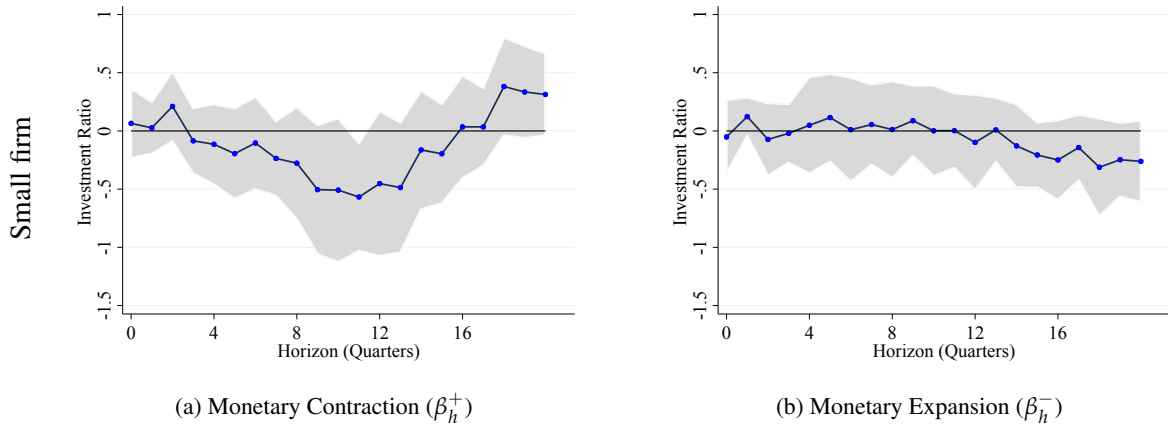 Small firm
Investment Ratio
1
.5
0
-.5
-1
-1.5
0 4 8 12 16
Horizon (Quarters)
(a) Monetary Contraction (β_h^+)
Investment Ratio
1
.5
0
-.5
-1
-1.5
0 4 8 12 16
Horizon (Quarters)
(b) Monetary Expansion (β_h^−)